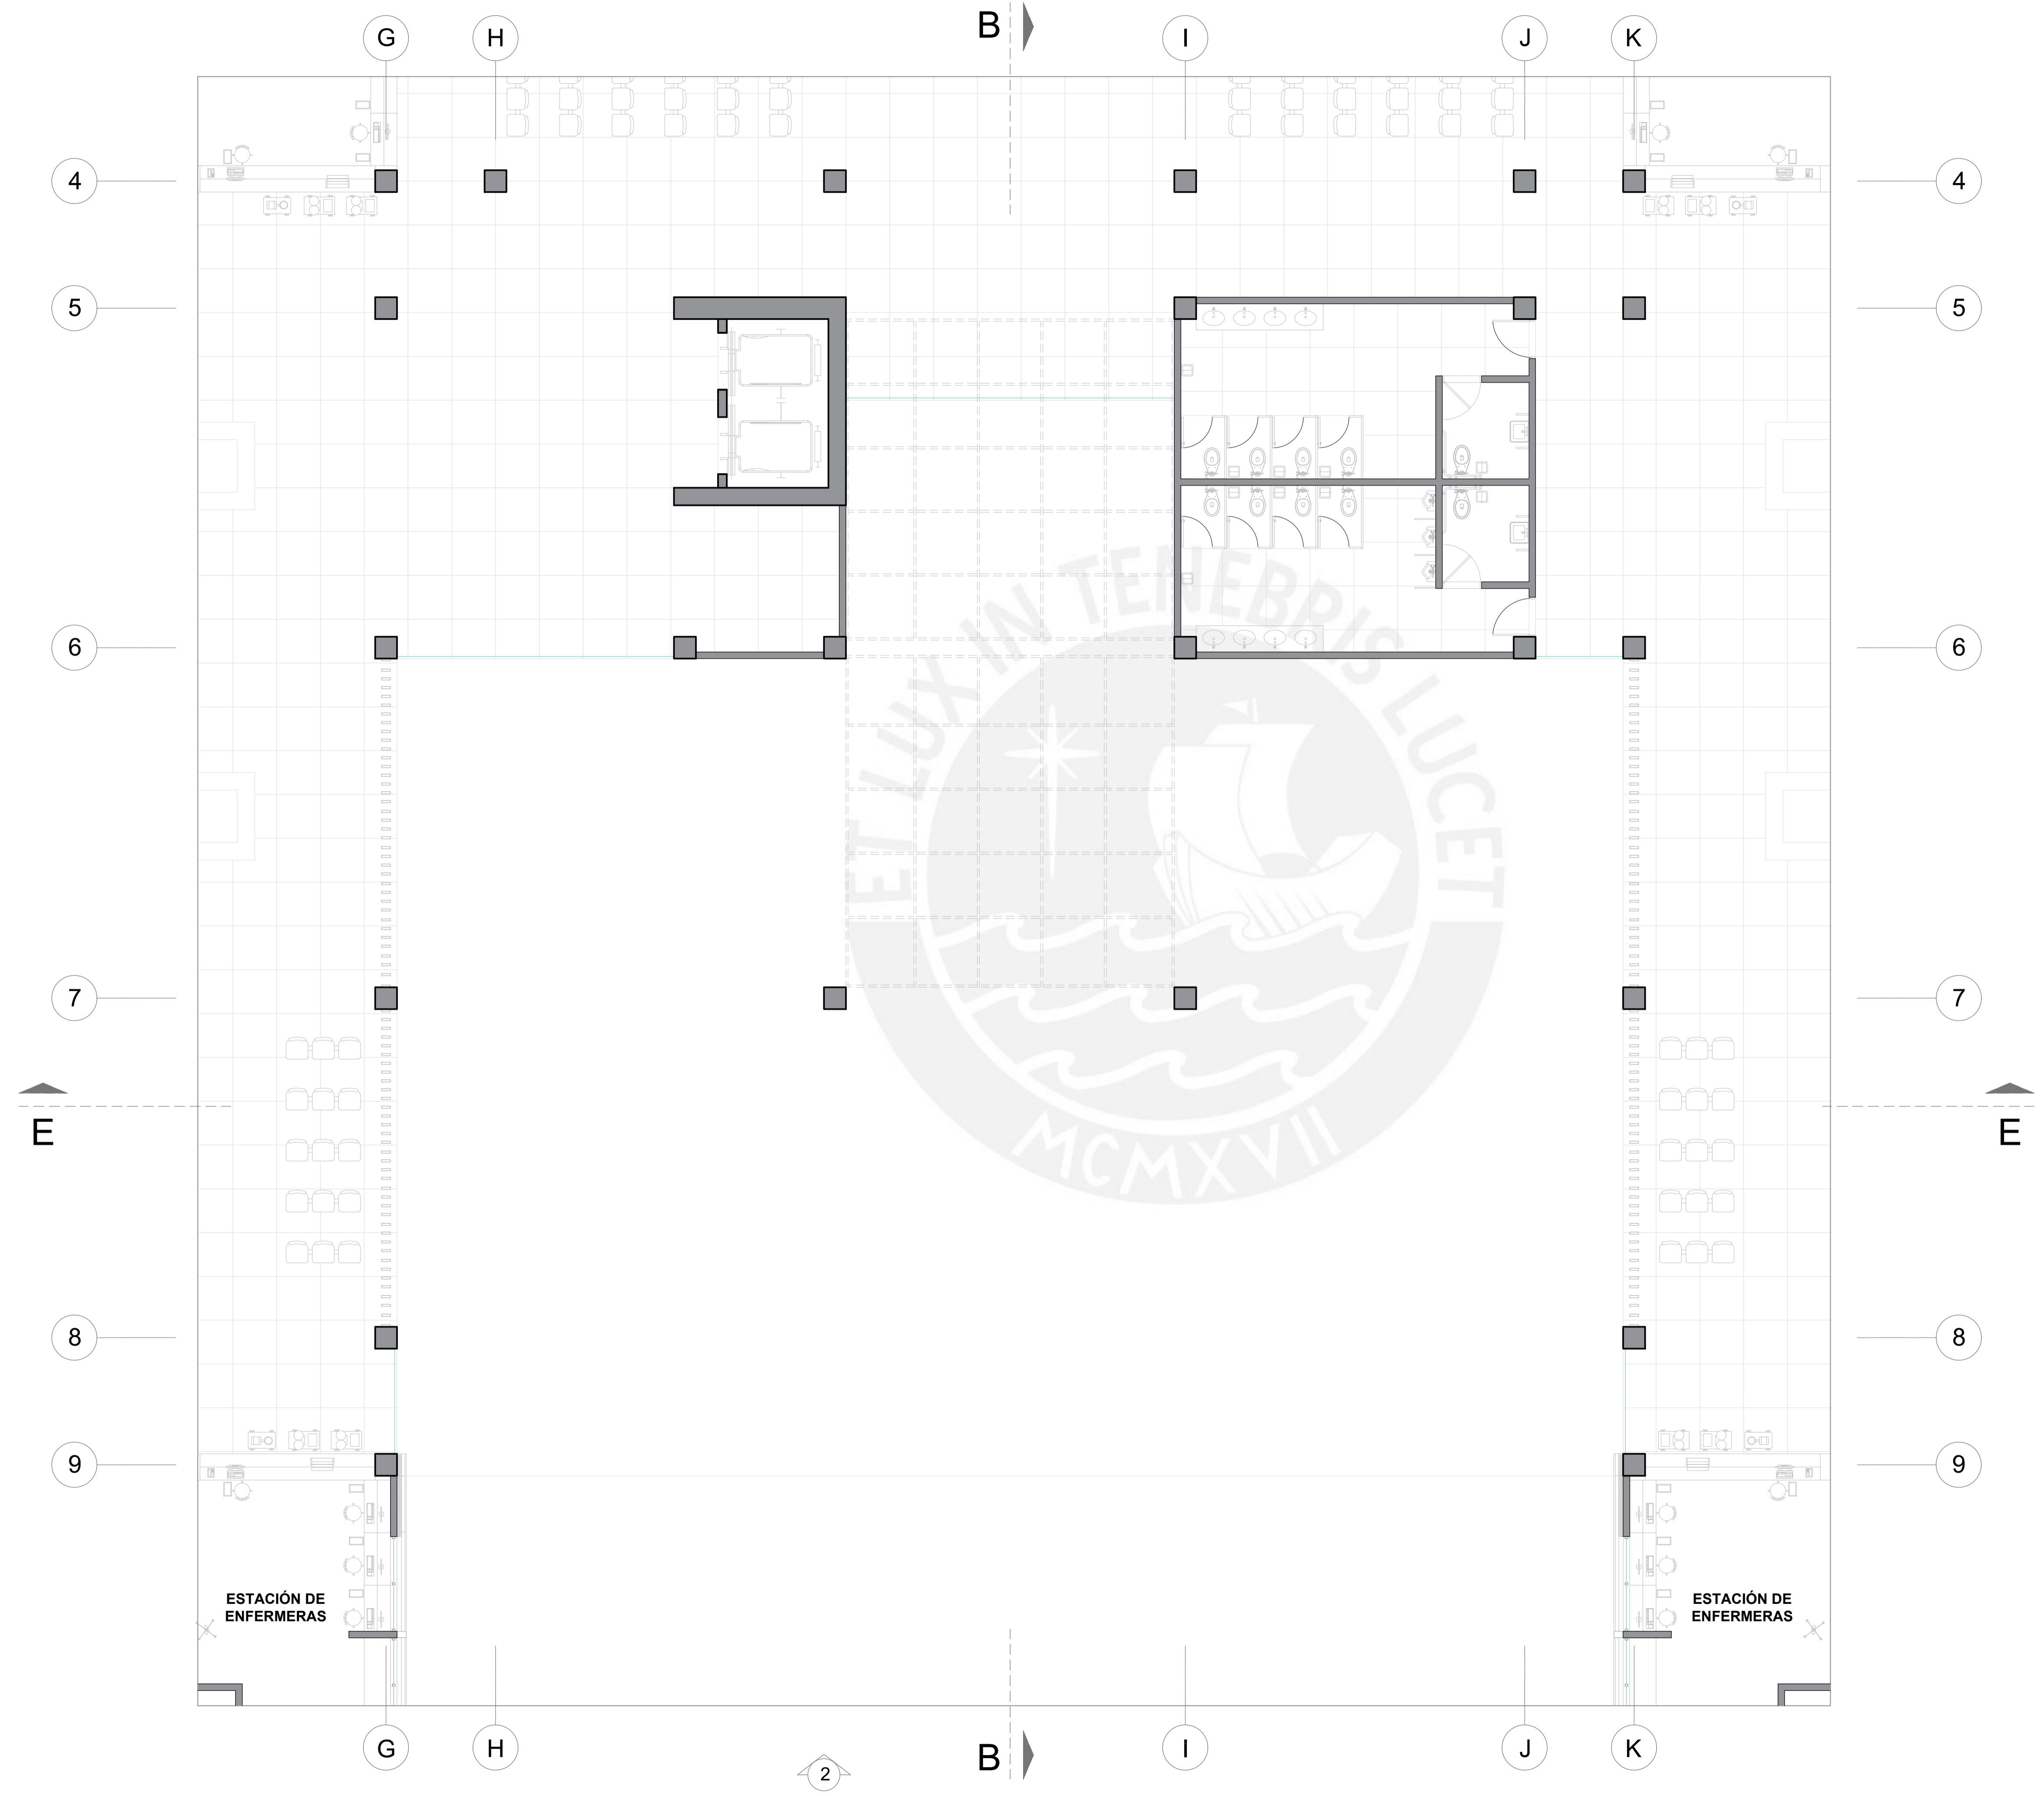 B
G
H
I
J
K
4
4
5
5
6
6
ET LUX IN TENEBRIS LUCET
7
7
MCMXVII
E
E
8
8
9
9
ESTACIÓN DE
ENFERMERAS
ESTACIÓN DE
ENFERMERAS
G
H
B
I
J
K
2